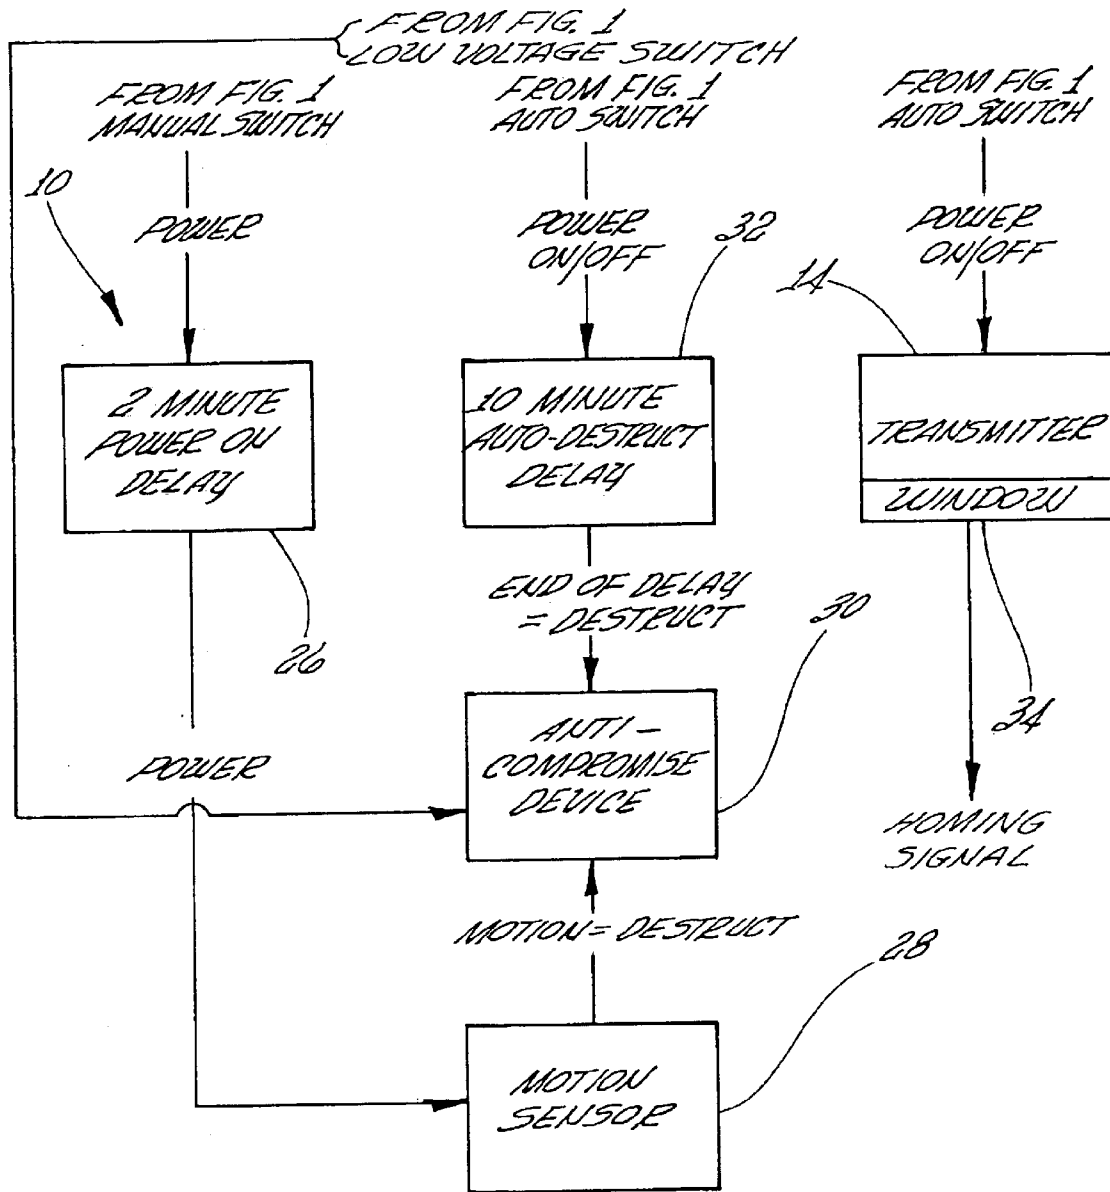 FROM FIG. 1
LOW VOLTAGE SWITCH
FROM FIG. 1
MANUAL SWITCH
FROM FIG. 1
AUTO SWITCH
FROM FIG. 1
AUTO SWITCH
10
POWER
POWER
ON/OFF
32
POWER
ON/OFF
14
2 MINUTE
POWER ON
DELAY
10 MINUTE
AUTO-DESTRUCT
DELAY
TRANSMITTER
WINDOW
26
END OF DELAY
= DESTRUCT
30
34
POWER
ANTI-
COMPROMISE
DEVICE
HOMING
SIGNAL
MOTION = DESTRUCT
28
MOTION
SENSOR